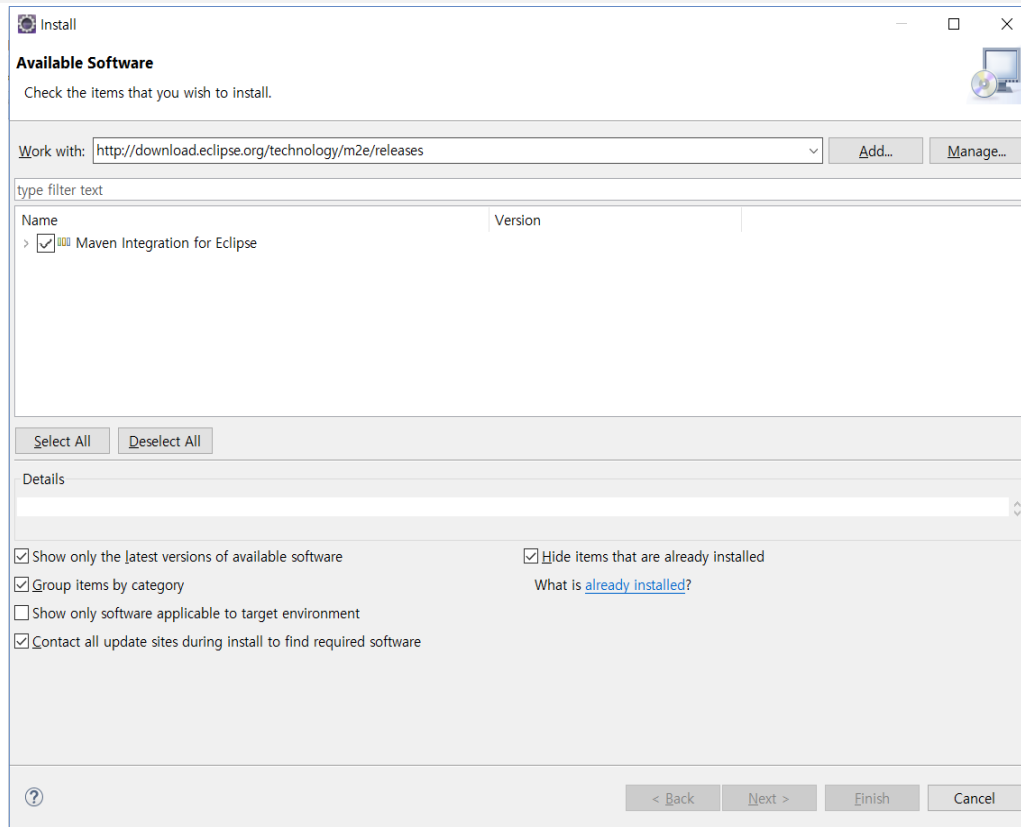 Install
Available Software
Check the items that you wish to install.
Work with: http://download.eclipse.org/technology/m2e/releases Add... Manage...
type filter text
Name Version
Maven Integration for Eclipse
Select All Deselect All
Details
Show only the latest versions of available software Hide items that are already installed
Group items by category What is already installed?
Show only software applicable to target environment
Contact all update sites during install to find required software
? < Back Next > Finish Cancel